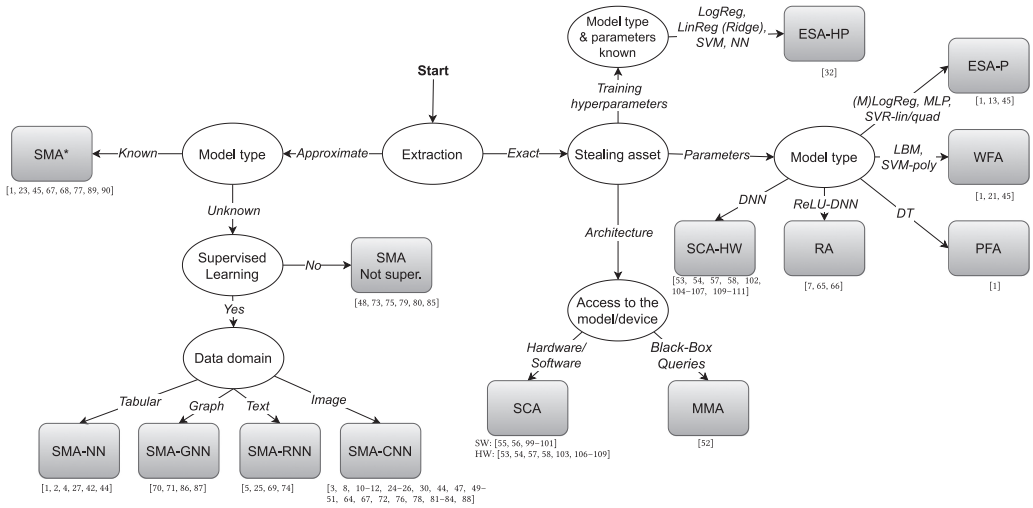 Start
Extraction
Approximate
Model type
Known
SMA*
[1, 23, 45, 67, 68, 77, 89, 90]
Unknown
Supervised
Learning
No
SMA
Not super.
[48, 73, 75, 79, 80, 85]
Yes
Data domain
Tabular
Graph
Text
Image
SMA-NN
[1, 2, 4, 27, 42, 44]
SMA-GNN
[70, 71, 86, 87]
SMA-RNN
[5, 25, 69, 74]
SMA-CNN
[3, 8, 10–12, 24–26, 30, 44, 47, 49–
51, 64, 67, 72, 76, 78, 81–84, 88]
Exact
Stealing asset
Training
hyperparameters
Model type
& parameters
known
LogReg,
LinReg (Ridge),
SVM, NN
ESA-HP
[32]
Parameters
Model type
(M)LogReg, MLP,
SVR-lin/quad
ESA-P
[1, 13, 45]
LBM,
SVM-poly
WFA
[1, 21, 45]
DT
PFA
[1]
ReLU-DNN
RA
[7, 65, 66]
DNN
SCA-HW
[53, 54, 57, 58, 102,
104–107, 109–111]
Architecture
Access to the
model/device
Hardware/
Software
SCA
SW: [55, 56, 99–101]
HW: [53, 54, 57, 58, 103, 106–109]
Black-Box
Queries
MMA
[52]